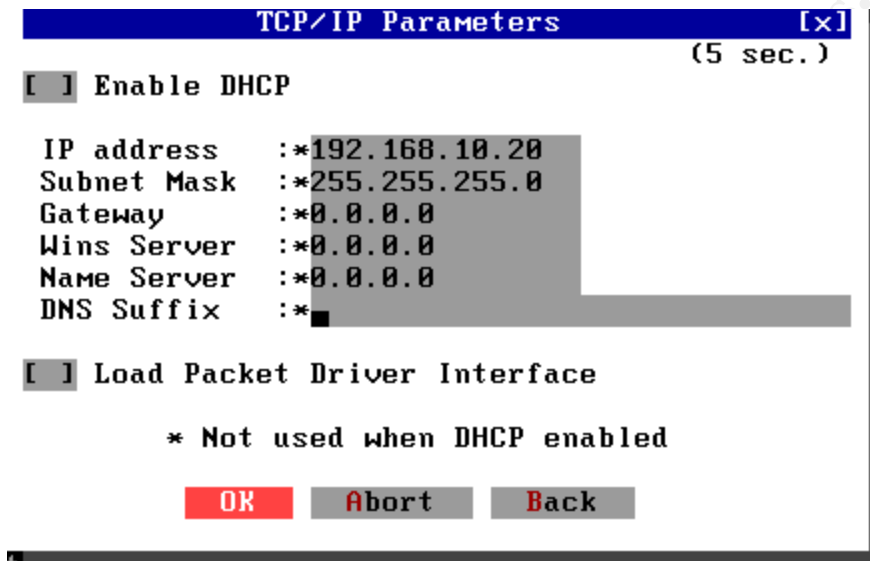 TCP/IP Parameters [x]
(5 sec.)
[ ] Enable DHCP
IP address :*192.168.10.20
Subnet Mask :*255.255.255.0
Gateway :*0.0.0.0
Wins Server :*0.0.0.0
Name Server :*0.0.0.0
DNS Suffix :*
[ ] Load Packet Driver Interface
* Not used when DHCP enabled
OK Abort Back